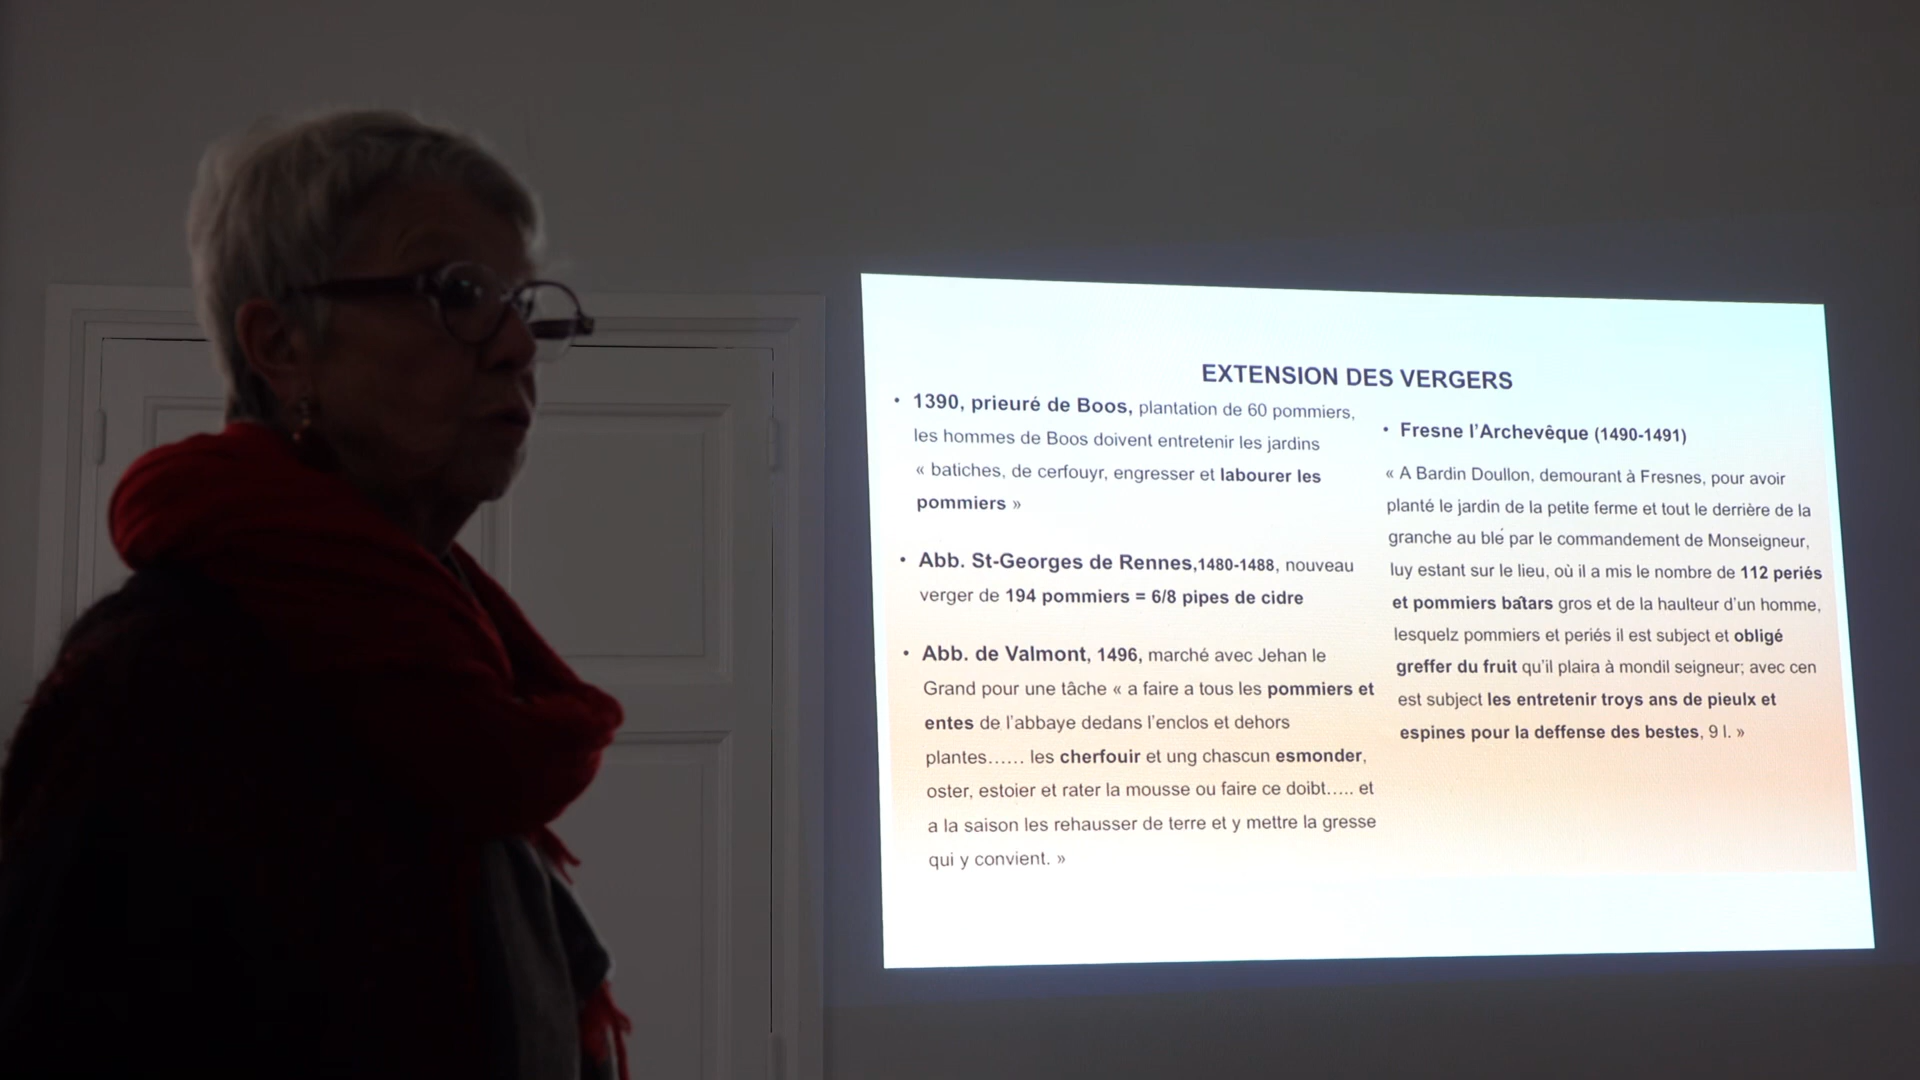 EXTENSION DES VERGERS
• 1390, prieuré de Boos, plantation de 60 pommiers,
les hommes de Boos doivent entretenir les jardins
« batiches, de cerfouyr, engresser et labourer les
pommiers »
• Abb. St-Georges de Rennes,1480-1488, nouveau
verger de 194 pommiers = 6/8 pipes de cidre
• Abb. de Valmont, 1496, marché avec Jehan le
Grand pour une tâche « a faire a tous les pommiers et
entes de l'abbaye dedans l'enclos et dehors
plantes…… les cherfouir et ung chascun esmonder,
oster, estoier et rater la mousse ou faire ce doibt….. et
a la saison les rehausser de terre et y mettre la gresse
qui y convient. »
• Fresne l'Archevêque (1490-1491)
« A Bardin Doullon, demourant à Fresnes, pour avoir
planté le jardin de la petite ferme et tout le derrière de la
granche au blé par le commandement de Monseigneur,
luy estant sur le lieu, où il a mis le nombre de 112 periés
et pommiers batars gros et de la haulteur d'un homme,
lesquelz pommiers et periés il est subject et obligé
greffer du fruit qu'il plaira à mondil seigneur; avec cen
est subject les entretenir troys ans de pieulx et
espines pour la deffense des bestes, 9 l. »